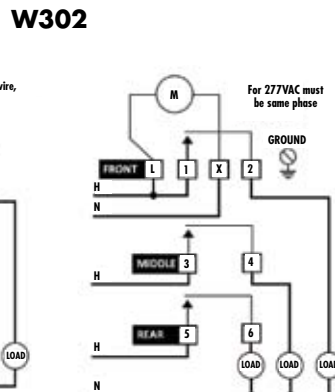 W302
wire,
M
For 277VAC must
be same phase
GROUND
FRONT L 1 X 2
H
N
MIDDLE 3 4
H
REAR 5 6
H
LOAD
LOAD LOAD LOAD
N